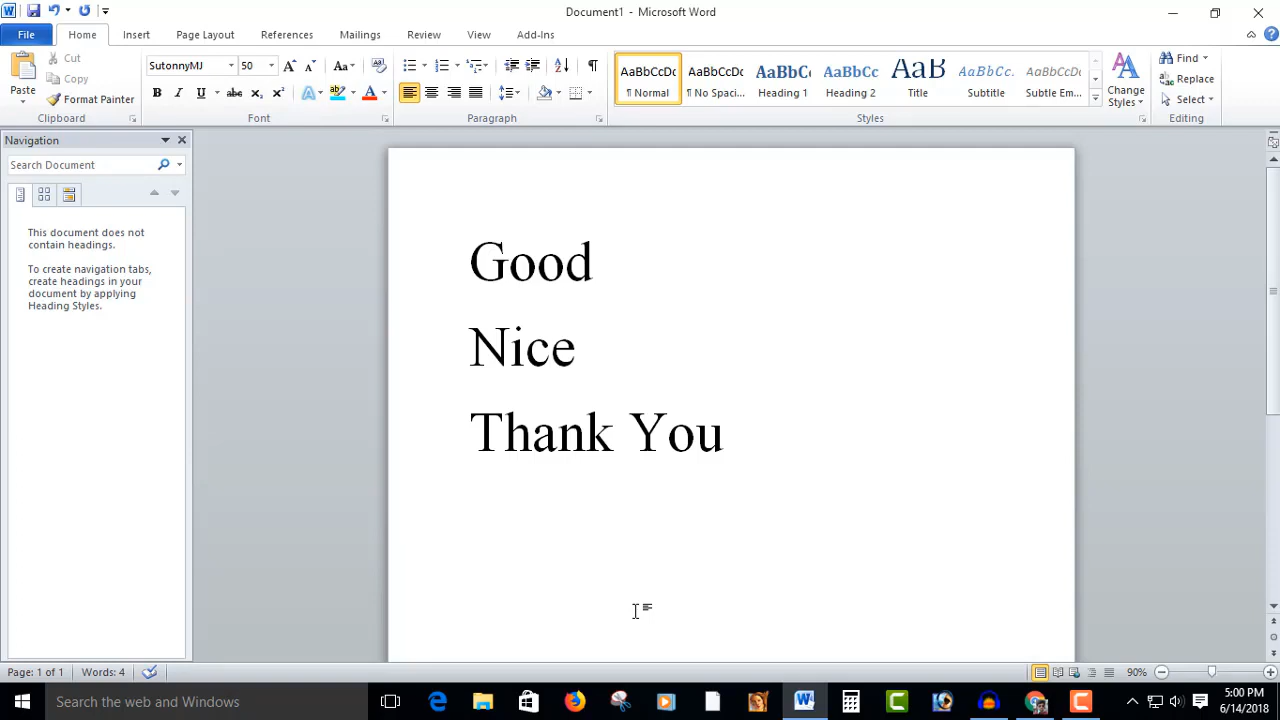 Document1 - Microsoft Word
File Home Insert Page Layout References Mailings Review View Add-Ins
Paste
Cut
Copy
Format Painter
Clipboard
SutonnyMJ 50
Font
Paragraph
AaBbCcDc AaBbCcDc AaBbCc AaBbCc AaB AaBbCc. AaBbCcDc
¶ Normal ¶ No Spaci... Heading 1 Heading 2 Title Subtitle Subtle Em...
Change Styles
Styles
Find
Replace
Select
Editing
Navigation
Search Document
This document does not
contain headings.
To create navigation tabs,
create headings in your
document by applying
Heading Styles.
Good
Nice
Thank You
Page: 1 of 1 Words: 4 90%
Search the web and Windows
5:00 PM
6/14/2018